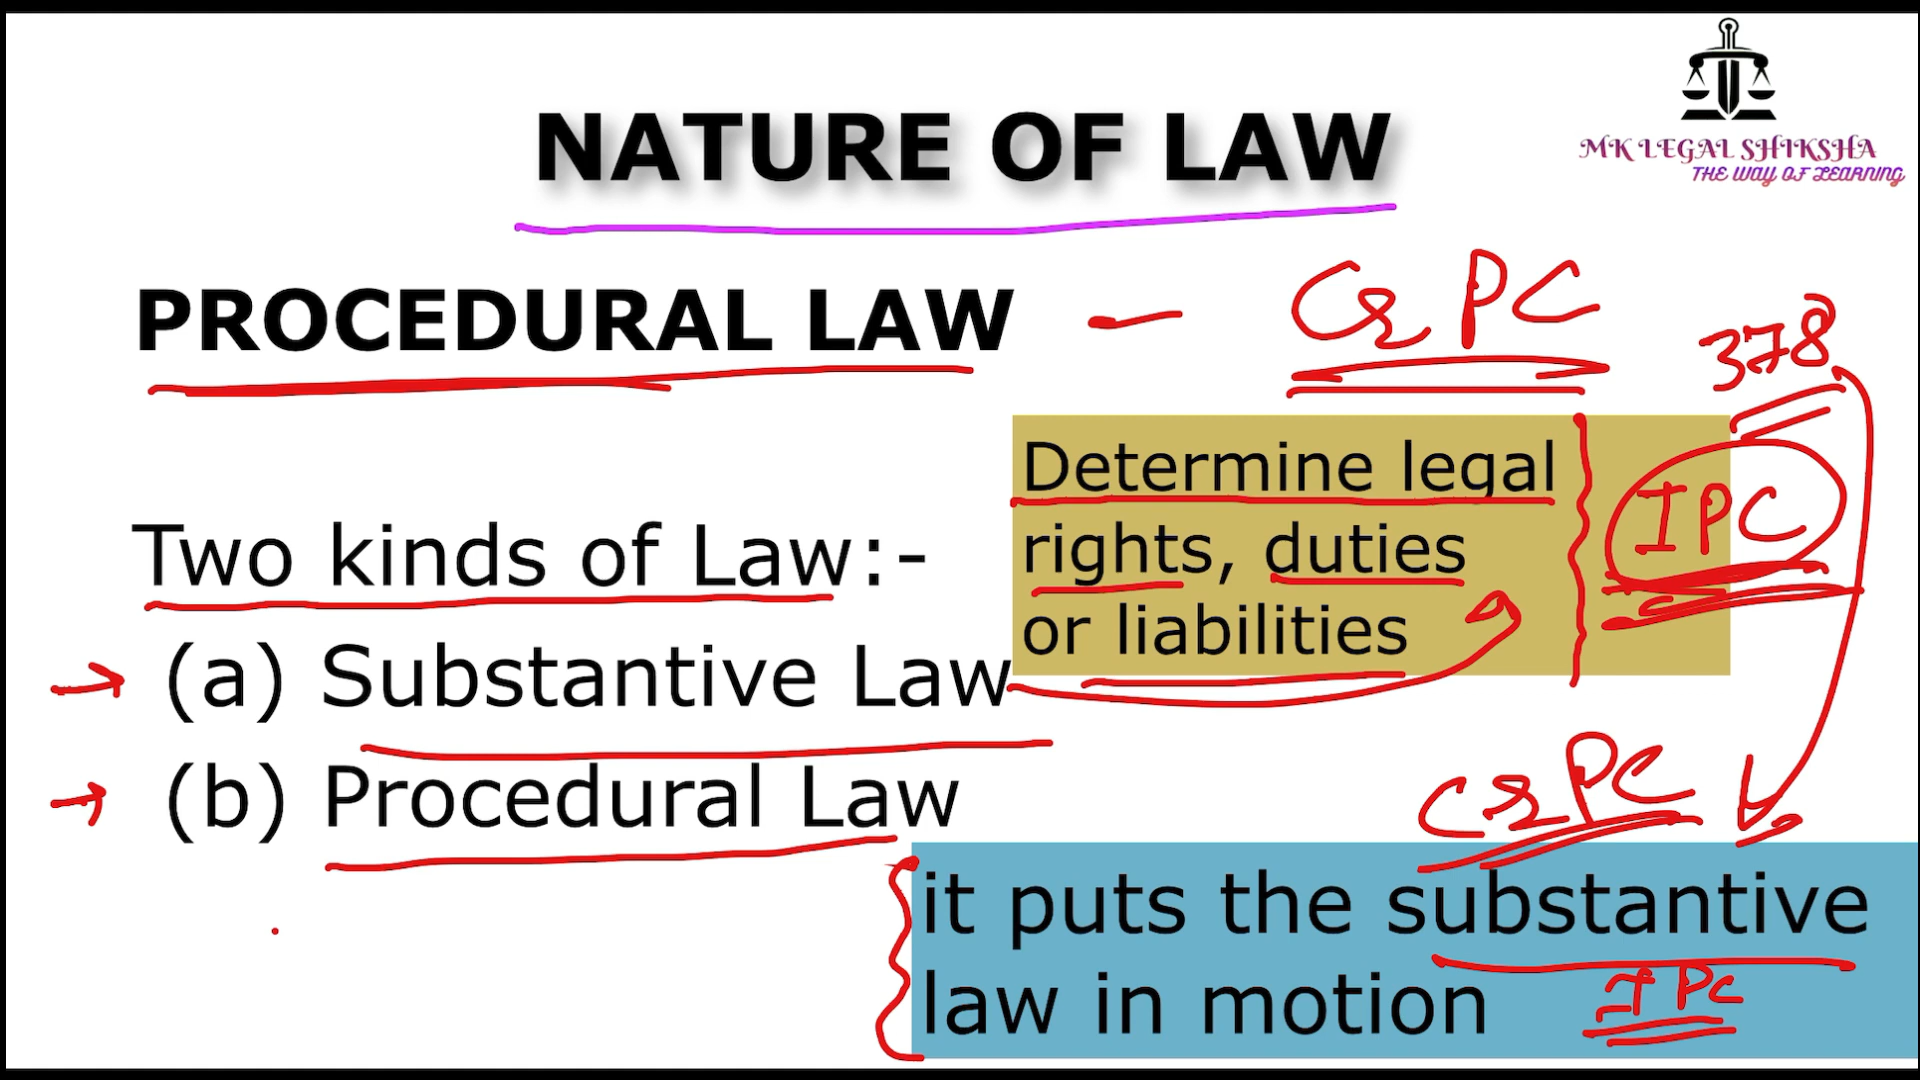 MK LEGAL SHIKSHA
THE WAY OF LEARNING
NATURE OF LAW
PROCEDURAL LAW - CrPC
378
Determine legal
rights, duties
or liabilities
IPC
Two kinds of Law:-
(a) Substantive Law
(b) Procedural Law
CrPC
it puts the substantive
law in motion
IPC